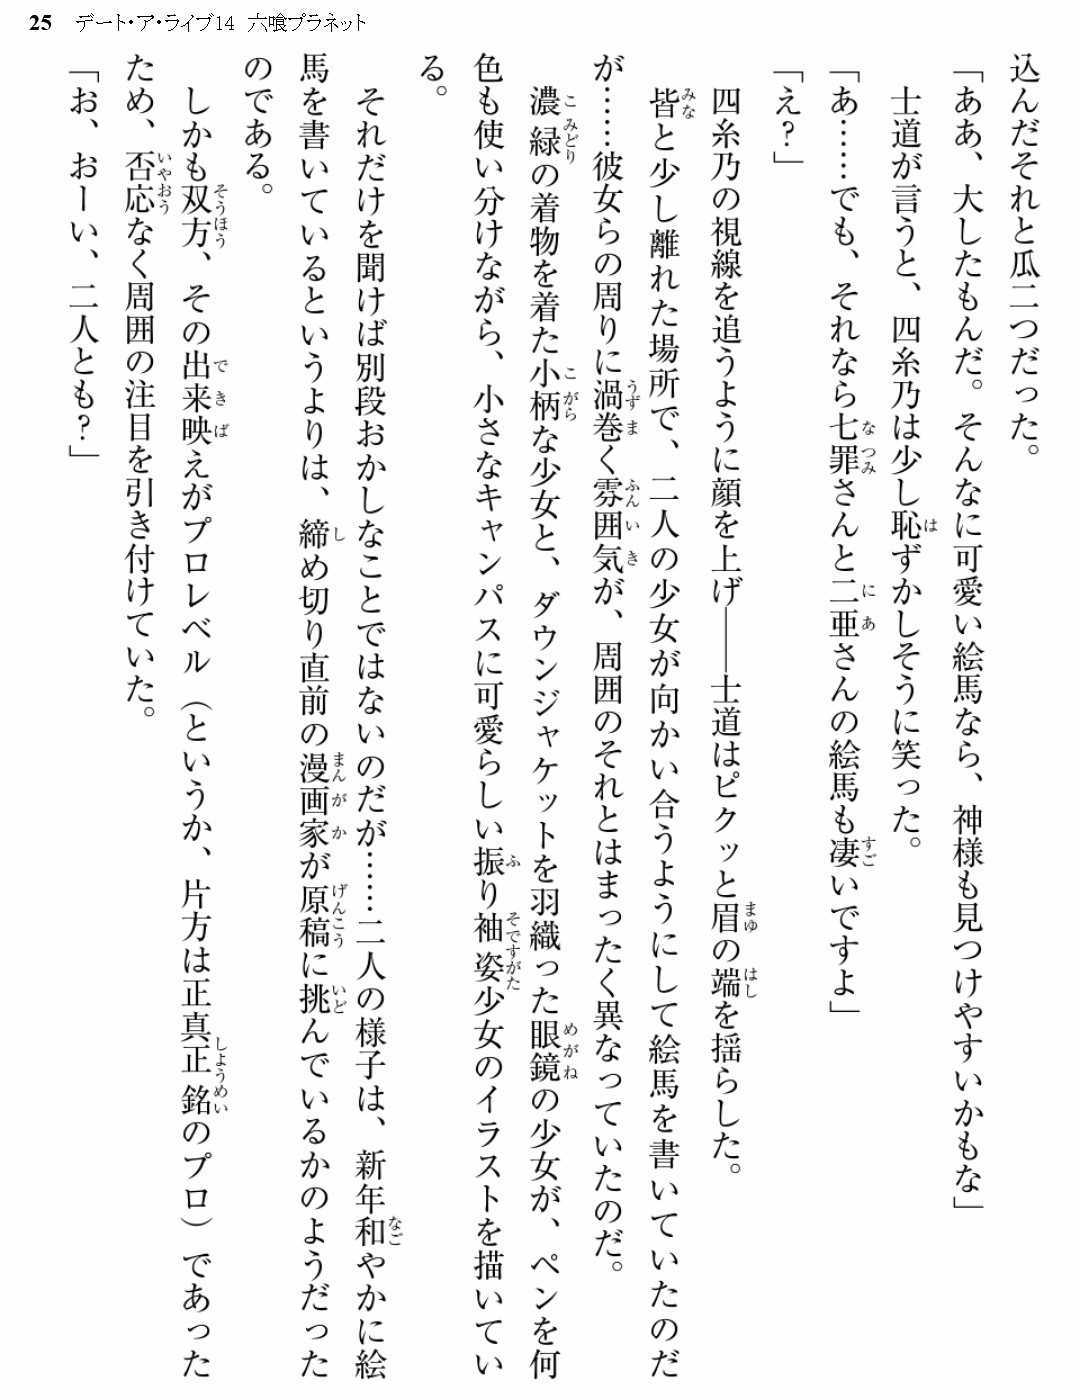 25 デート・ア・ライブ14 六喰プラネット
込んだそれと瓜二つだった。
「ああ、大したもんだ。そんなに可愛い絵馬なら、神様も見つけやすいかもな」
士道が言うと、四糸乃は少し恥ずかしそうに笑った。
「あ……でも、それなら七罪さんと二亜さんの絵馬も凄いですよ」
「え？」
四糸乃の視線を追うように顔を上げ――士道はピクッと眉の端を揺らした。
皆と少し離れた場所で、二人の少女が向かい合うようにして絵馬を書いていたのだ
が……彼女らの周りに渦巻く雰囲気が、周囲のそれとはまったく異なっていたのだ。
濃緑の着物を着た小柄な少女と、ダウンジャケットを羽織った眼鏡の少女が、ペンを何
色も使い分けながら、小さなキャンパスに可愛らしい振り袖姿少女のイラストを描いてい
る。
それだけを聞けば別段おかしなことではないのだが……二人の様子は、新年和やかに絵
馬を書いているというよりは、締め切り直前の漫画家が原稿に挑んでいるかのようだった
のである。
しかも双方、その出来映えがプロレベル（というか、片方は正真正銘のプロ）であった
ため、否応なく周囲の注目を引き付けていた。
「お、おーい、二人とも？」